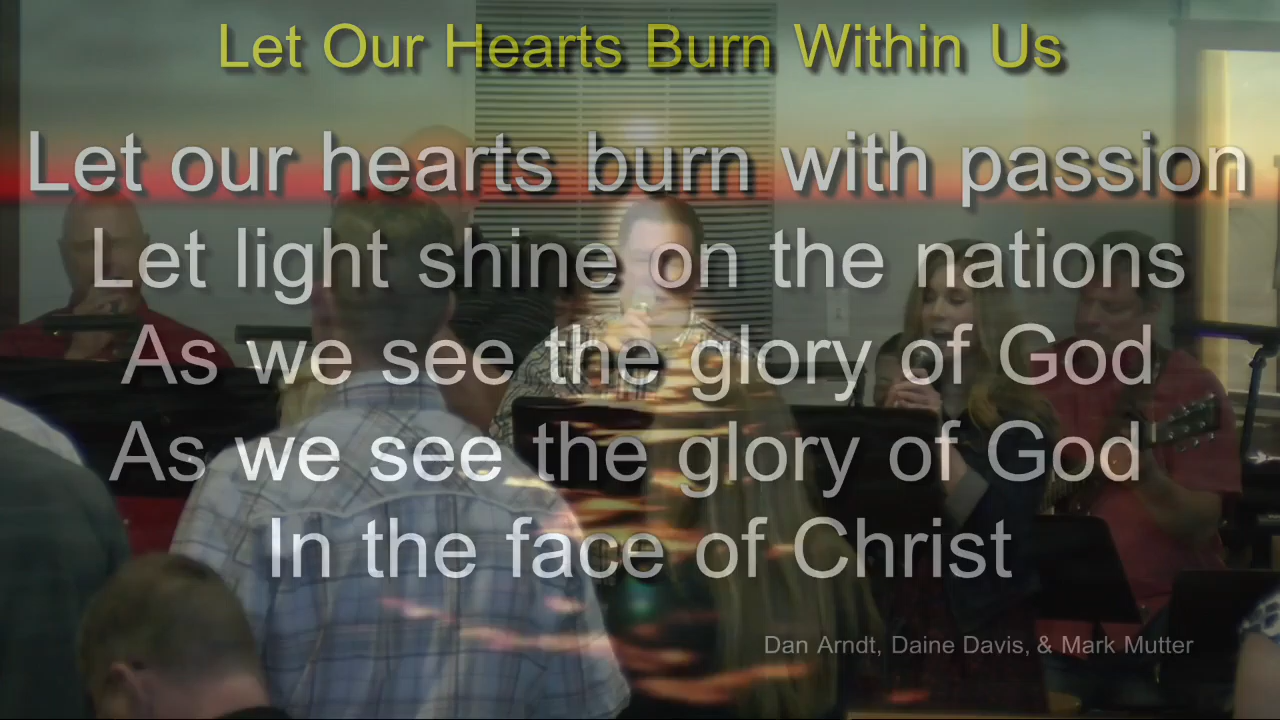 Let Our Hearts Burn Within Us
Let our hearts burn with passion
Let light shine on the nations
As we see the glory of God
As we see the glory of God
In the face of Christ
Dan Arndt, Daine Davis, & Mark Mutter